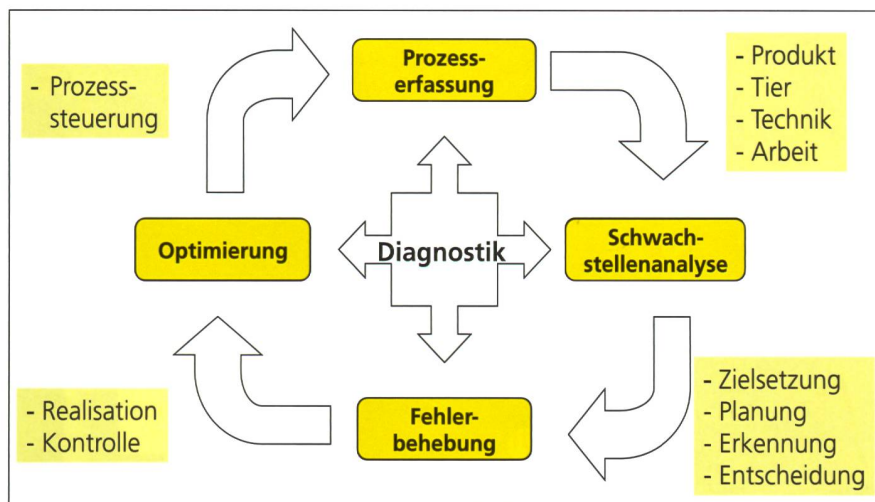 Prozess-
erfassung
- Produkt
- Tier
- Technik
- Arbeit
- Prozess-
steuerung
Optimierung
Diagnostik
Schwach-
stellenanalyse
- Zielsetzung
- Planung
- Erkennung
- Entscheidung
Fehler-
behebung
- Realisation
- Kontrolle